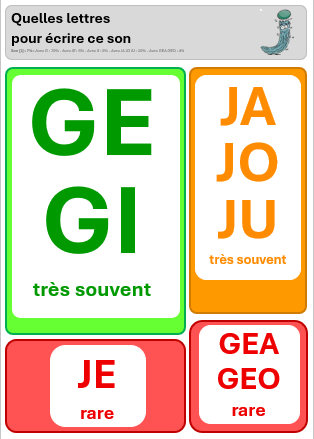 Quelles lettres
pour écrire ce son
GE
GI
très souvent
JA
JO
JU
très souvent
JE
rare
GEA
GEO
rare